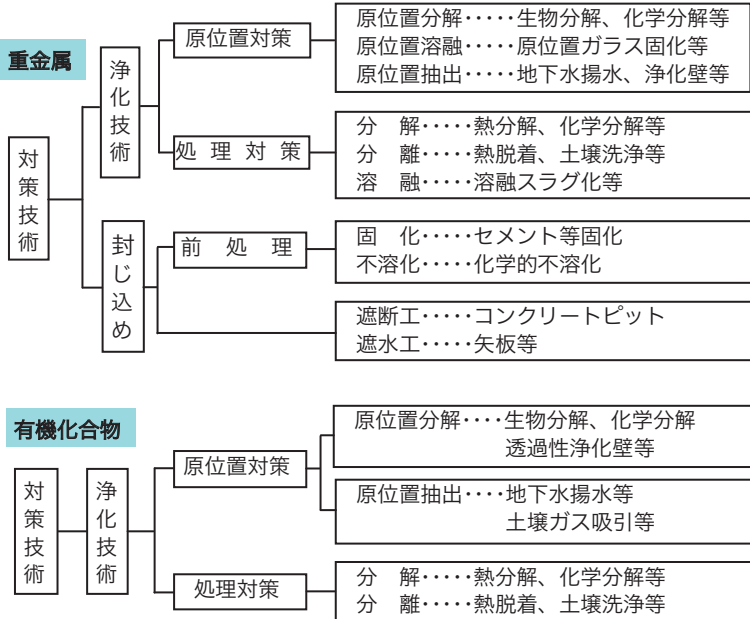 重金属
対策技術
浄化技術
原位置対策
原位置分解・・・・・生物分解、化学分解等
原位置溶融・・・・・原位置ガラス固化等
原位置抽出・・・・・地下水揚水、浄化壁等
処理対策
分　解・・・・・熱分解、化学分解等
分　離・・・・・熱脱着、土壌洗浄等
溶　融・・・・・溶融スラグ化等
封じ込め
前処理
固　化・・・・・セメント等固化
不溶化・・・・・化学的不溶化
遮断工・・・・・コンクリートピット
遮水工・・・・・矢板等
有機化合物
対策技術
浄化技術
原位置対策
原位置分解・・・・生物分解、化学分解
透過性浄化壁等
原位置抽出・・・・地下水揚水等
土壌ガス吸引等
処理対策
分　解・・・・・熱分解、化学分解等
分　離・・・・・熱脱着、土壌洗浄等